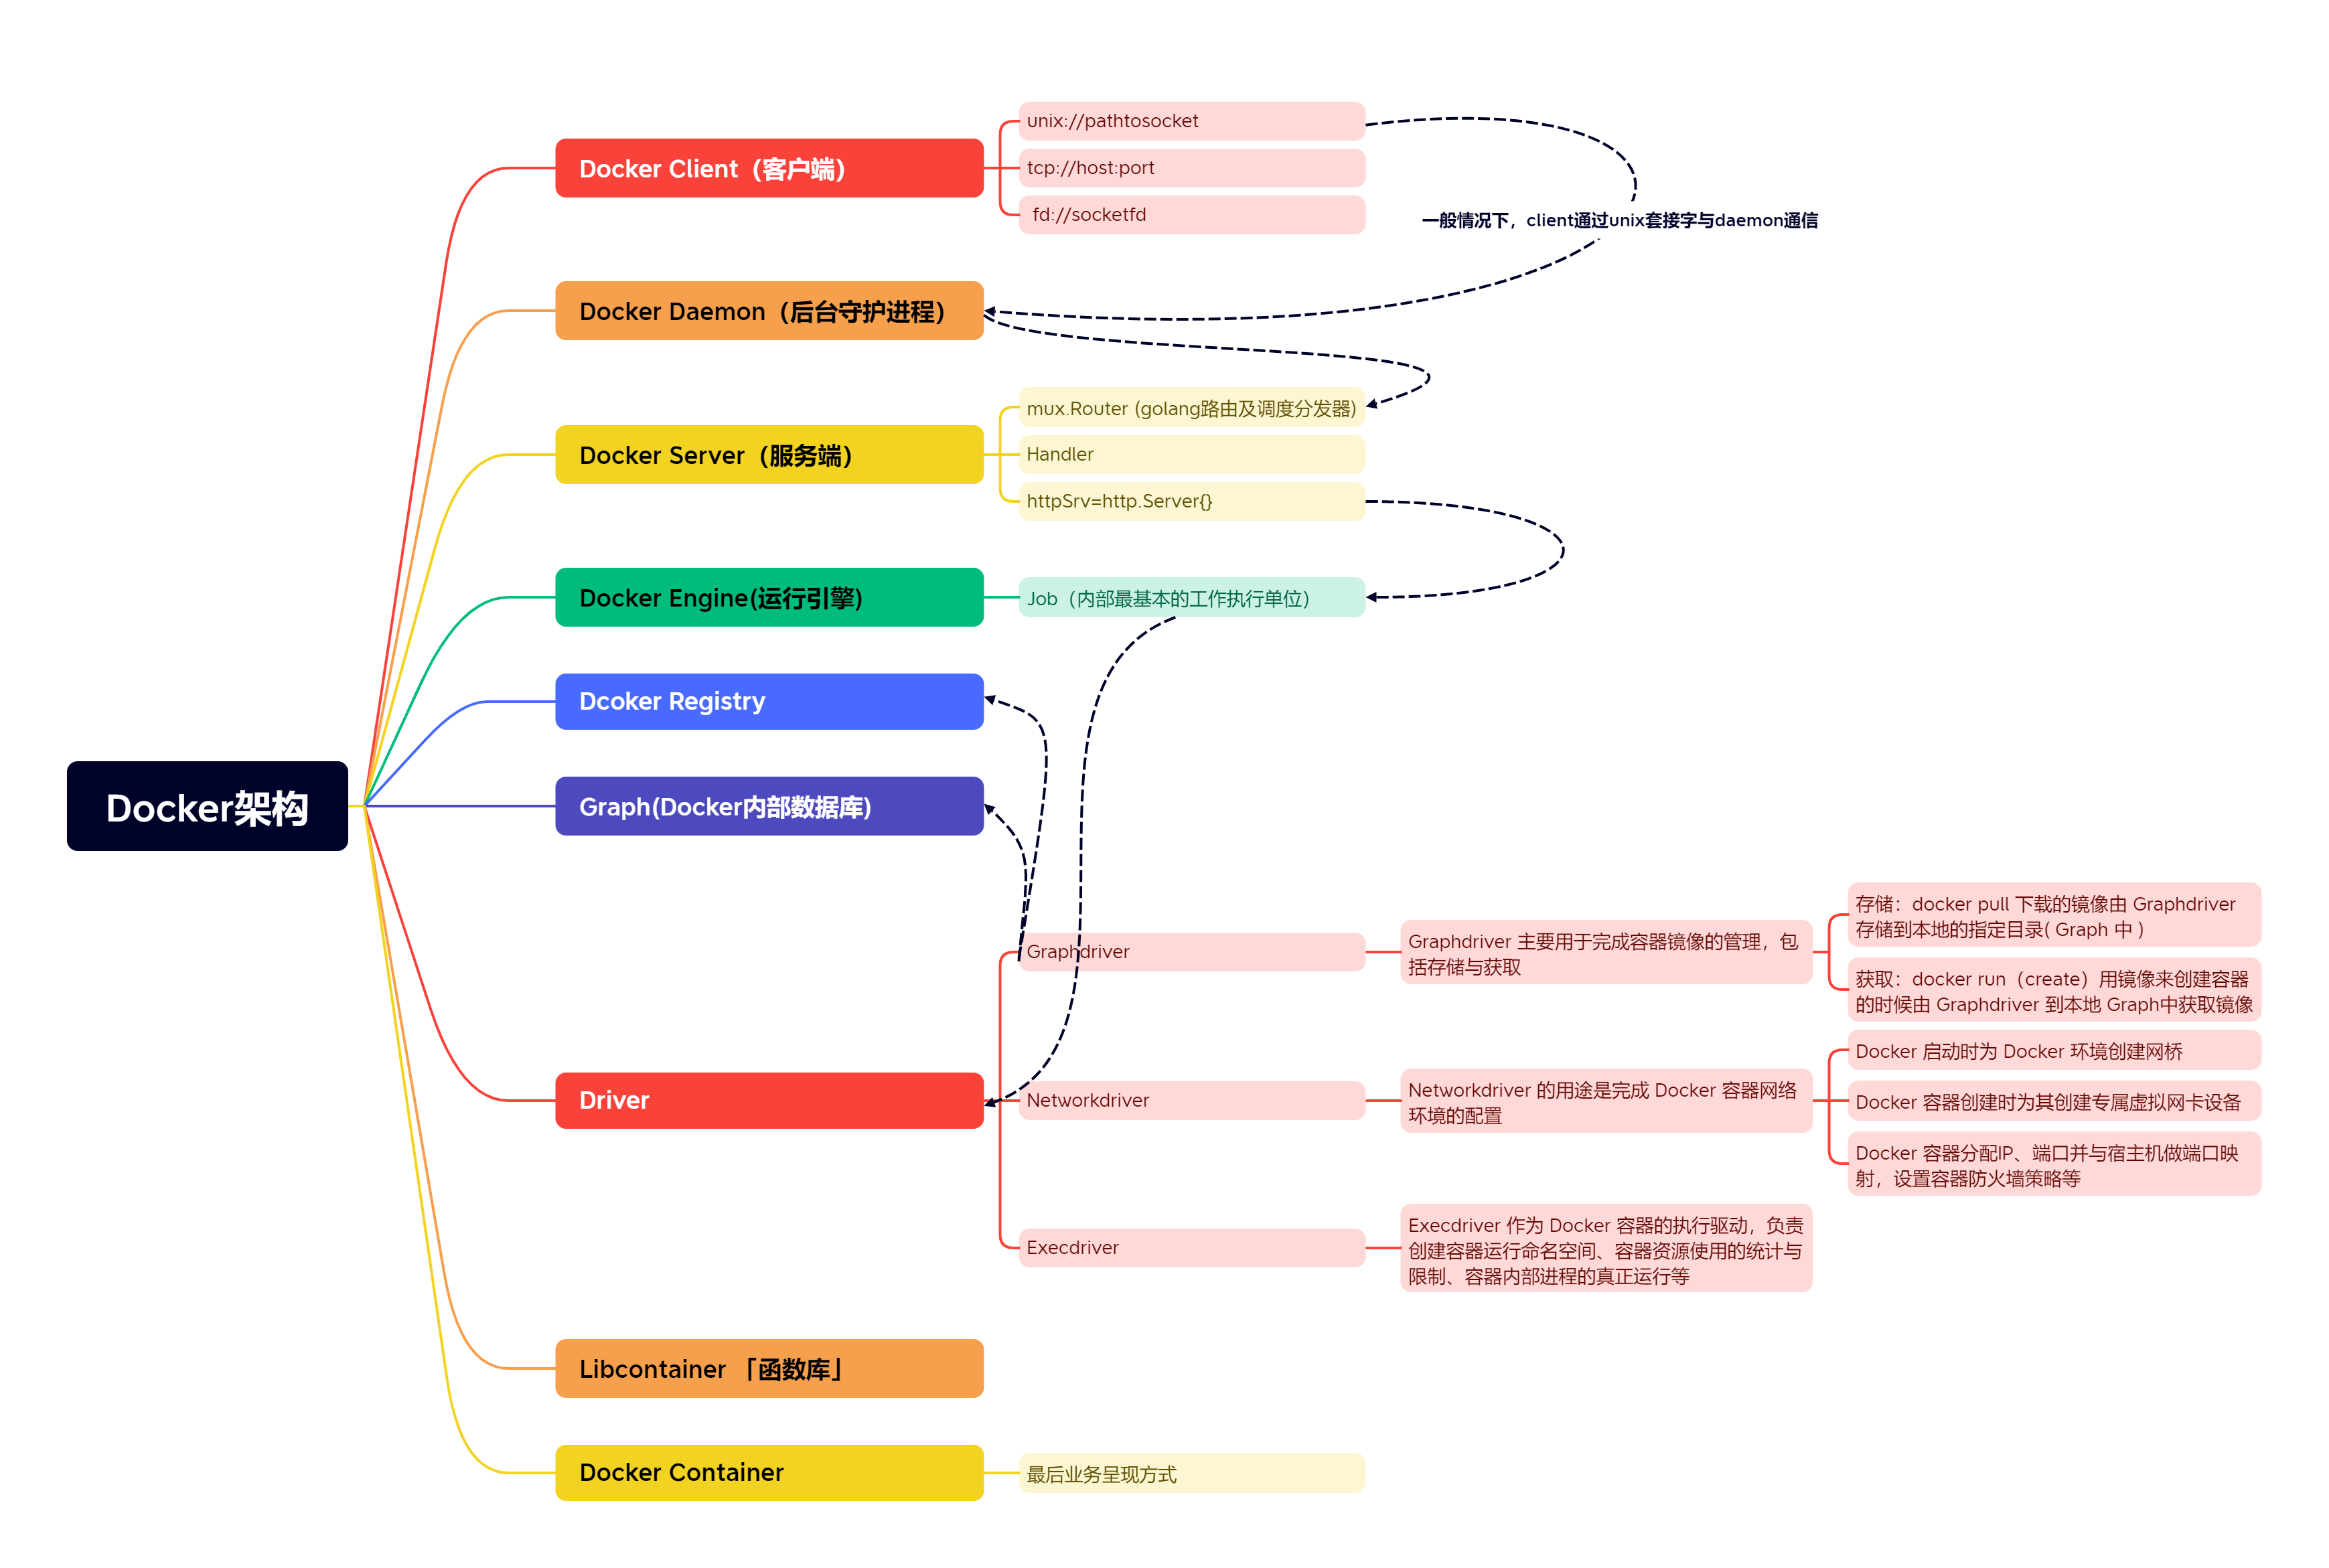 Docker架构
Docker Client（客户端）
unix://pathtosocket
tcp://host:port
fd://socketfd
一般情况下，client通过unix套接字与daemon通信
Docker Daemon（后台守护进程）
Docker Server（服务端）
mux.Router (golang路由及调度分发器)
Handler
httpSrv=http.Server{}
Docker Engine(运行引擎)
Job（内部最基本的工作执行单位）
Dcoker Registry
Graph(Docker内部数据库)
Driver
Graphdriver
Graphdriver 主要用于完成容器镜像的管理，包
括存储与获取
存储：docker pull 下载的镜像由 Graphdriver
存储到本地的指定目录( Graph 中 )
获取：docker run（create）用镜像来创建容器
的时候由 Graphdriver 到本地 Graph中获取镜像
Networkdriver
Networkdriver 的用途是完成 Docker 容器网络
环境的配置
Docker 启动时为 Docker 环境创建网桥
Docker 容器创建时为其创建专属虚拟网卡设备
Docker 容器分配IP、端口并与宿主机做端口映
射，设置容器防火墙策略等
Execdriver
Execdriver 作为 Docker 容器的执行驱动，负责
创建容器运行命名空间、容器资源使用的统计与
限制、容器内部进程的真正运行等
Libcontainer 「函数库」
Docker Container
最后业务呈现方式